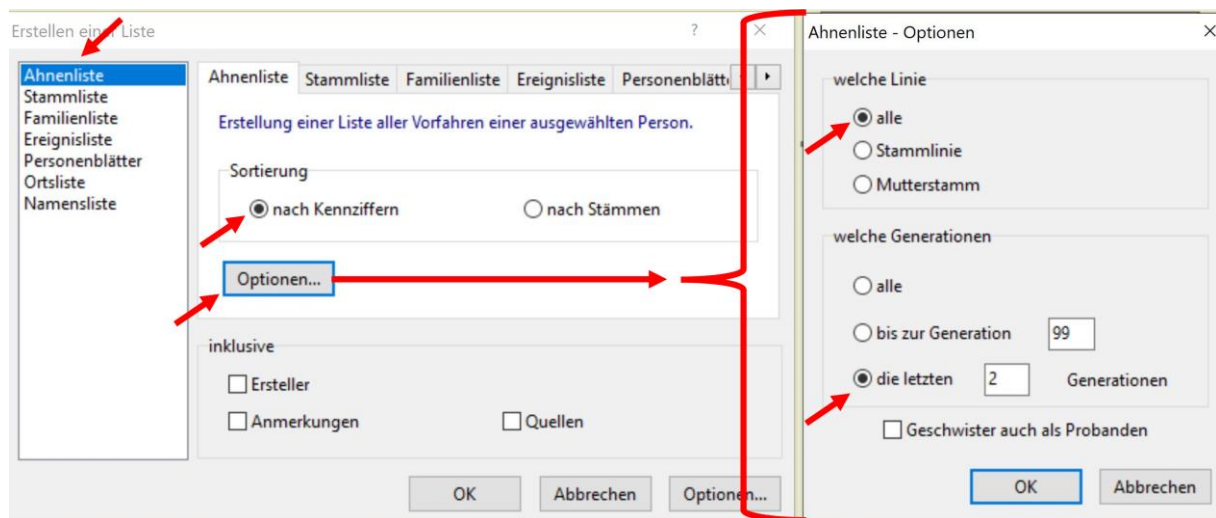 Erstellen einer Liste
?
Ahnenliste
Stammliste
Familienliste
Ereignisliste
Personenblätter
Ortsliste
Namensliste
Ahnenliste Stammliste Familienliste Ereignisliste Personenblätt
Erstellung einer Liste aller Vorfahren einer ausgewählten Person.
Sortierung
nach Kennziffern nach Stämmen
Optionen...
inklusive
Ersteller
Anmerkungen Quellen
OK Abbrechen Optionen...
Ahnenliste - Optionen
welche Linie
alle
Stammlinie
Mutterstamm
welche Generationen
alle
bis zur Generation 99
die letzten 2 Generationen
Geschwister auch als Probanden
OK Abbrechen